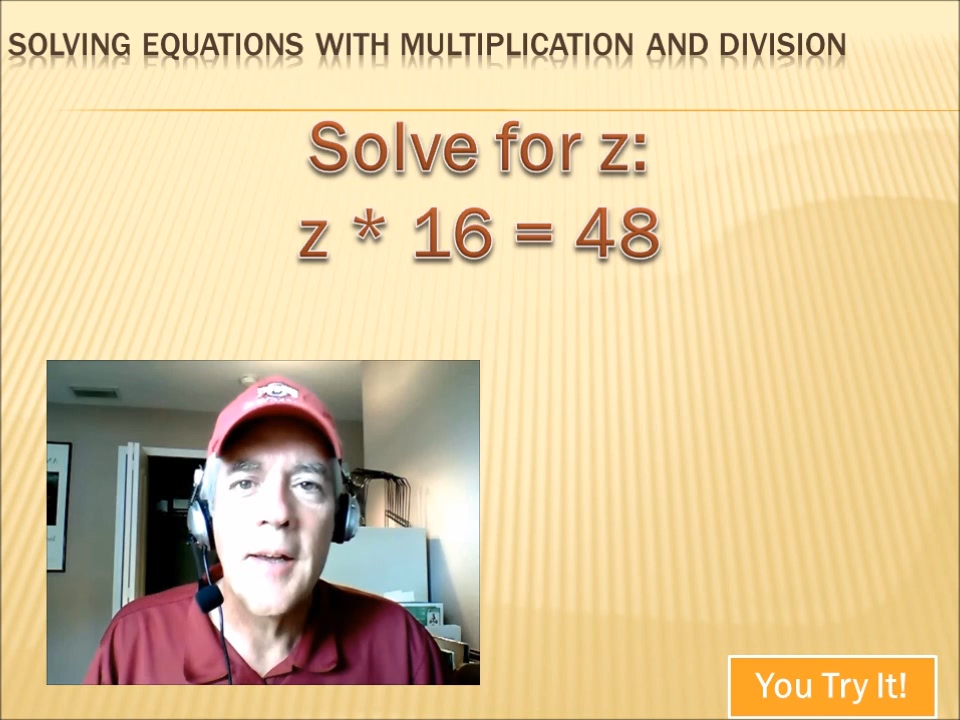 SOLVING EQUATIONS WITH MULTIPLICATION AND DIVISION
Solve for z:
z * 16 = 48
You Try It!